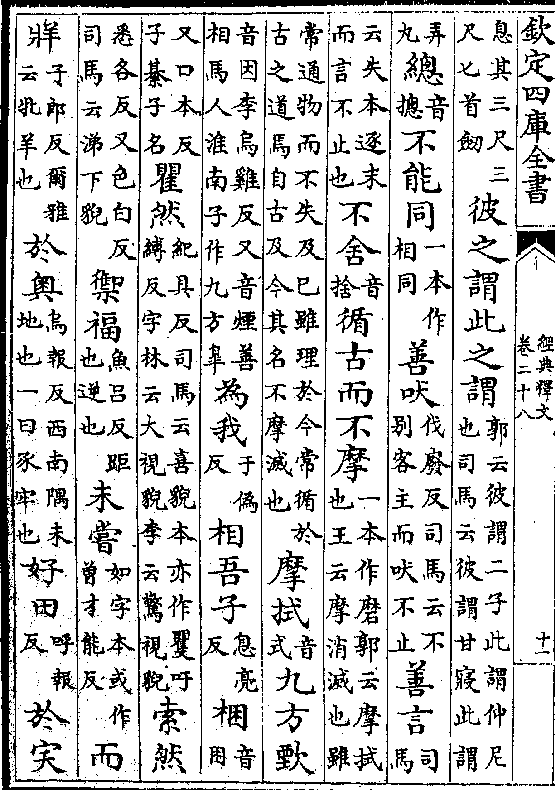 欽定四庫全書
經典釋文
卷二十八
十一
息其三尺三尺匕首劒彼之謂此之謂郭云彼謂二子此謂仲尼也司馬云彼謂甘寢此謂
弄丸總音摠不能同一本作相同善吠伐廢反司馬云不別客主而吠不止善言司馬
云失本逐末而言不止也不舍音捨循古而不摩一本作磨郭云摩拭也王云摩消滅也雖
常通物而不失及已雖理於今常循於古之道焉自古及今其名不摩滅也摩拭音式九方歅
音因李烏雞反又音煙善相馬人淮南子作九方皋為我于偽反相吾子息亮反梱音困
又口本反子綦子名瞿然紀具反司馬云喜貌本亦作矍吁縛反字林云大視貌李云驚視貌索然
悉各反又色白反司馬云涕下貌禦福魚呂反距也逆也未嘗如字本或作曾才能反而
牂子郎反爾雅云牝羊也於奧烏報反西南隅未地也一曰豕牢也好田呼報反於宎